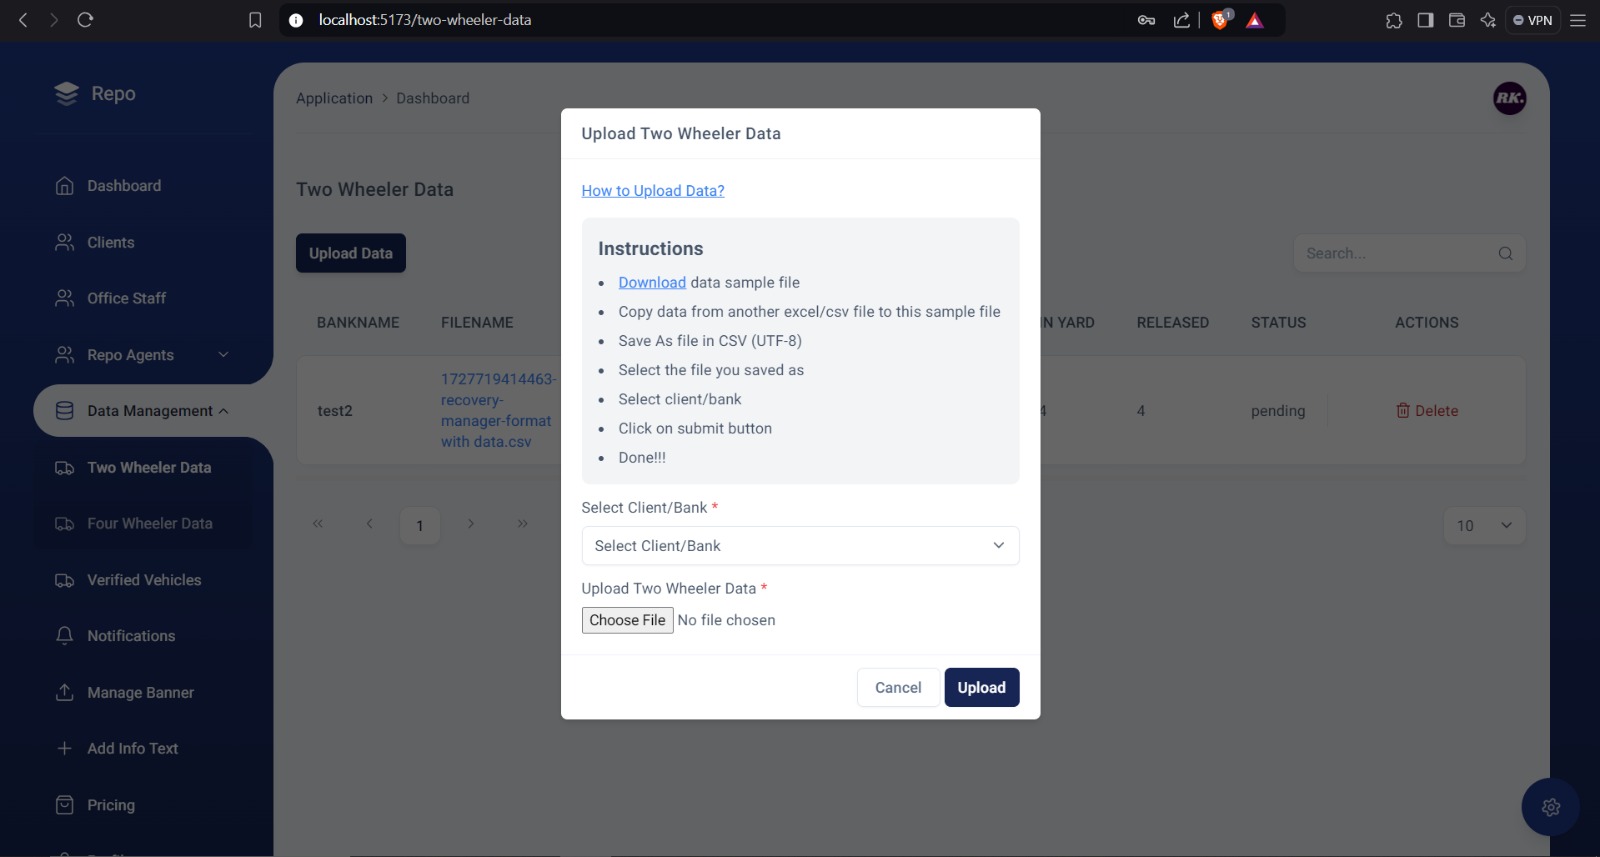 localhost:5173/two-wheeler-data
1
VPN
Repo
Application > Dashboard
RK.
Dashboard
Clients
Office Staff
Repo Agents
Data Management
Two Wheeler Data
Four Wheeler Data
Verified Vehicles
Notifications
Manage Banner
Add Info Text
Pricing
Two Wheeler Data
Upload Data
Search...
BANKNAME FILENAME IN YARD RELEASED STATUS ACTIONS
test2
1727719414463-
recovery-
manager-format
with data.csv
4 4 pending Delete
« ‹ 1 › »
10
Upload Two Wheeler Data
How to Upload Data?
Instructions
• Download data sample file
• Copy data from another excel/csv file to this sample file
• Save As file in CSV (UTF-8)
• Select the file you saved as
• Select client/bank
• Click on submit button
• Done!!!
Select Client/Bank *
Select Client/Bank
Upload Two Wheeler Data *
Choose File No file chosen
Cancel Upload